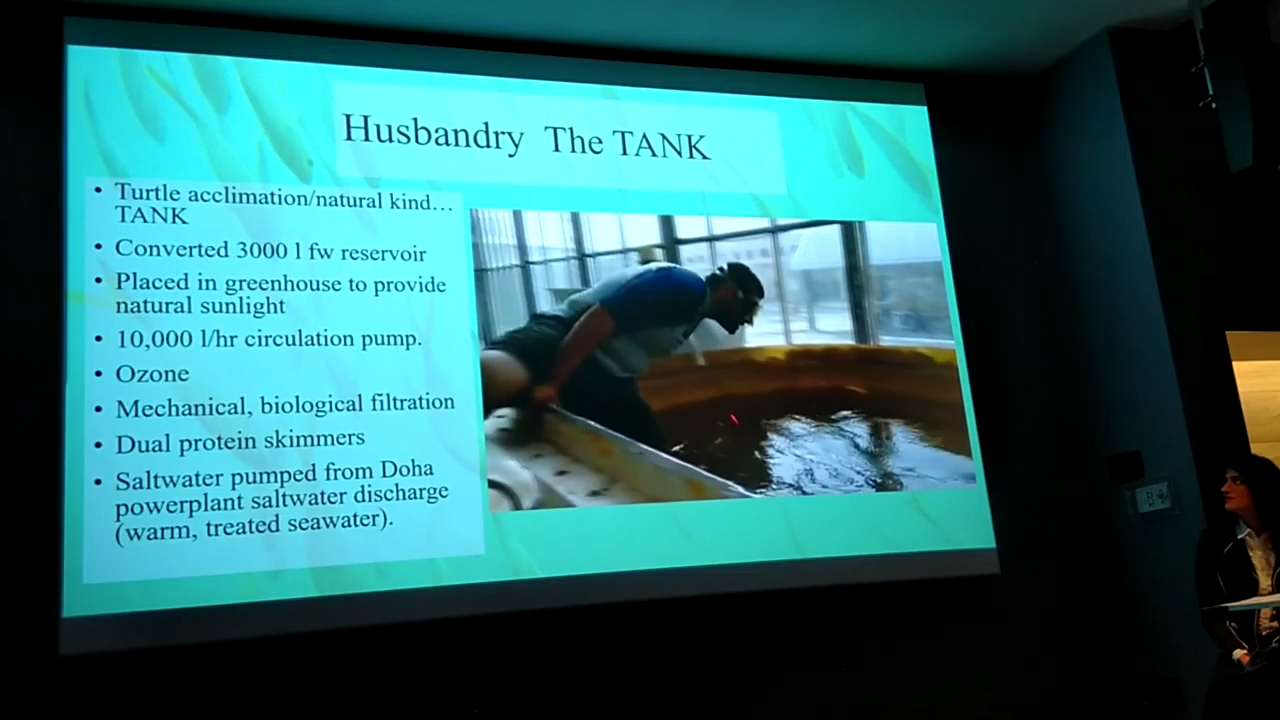 Husbandry The TANK
• Turtle acclimation/natural kind…
TANK
• Converted 3000 l fw reservoir
• Placed in greenhouse to provide
natural sunlight
• 10,000 l/hr circulation pump.
• Ozone
• Mechanical, biological filtration
• Dual protein skimmers
• Saltwater pumped from Doha
powerplant saltwater discharge
(warm, treated seawater).